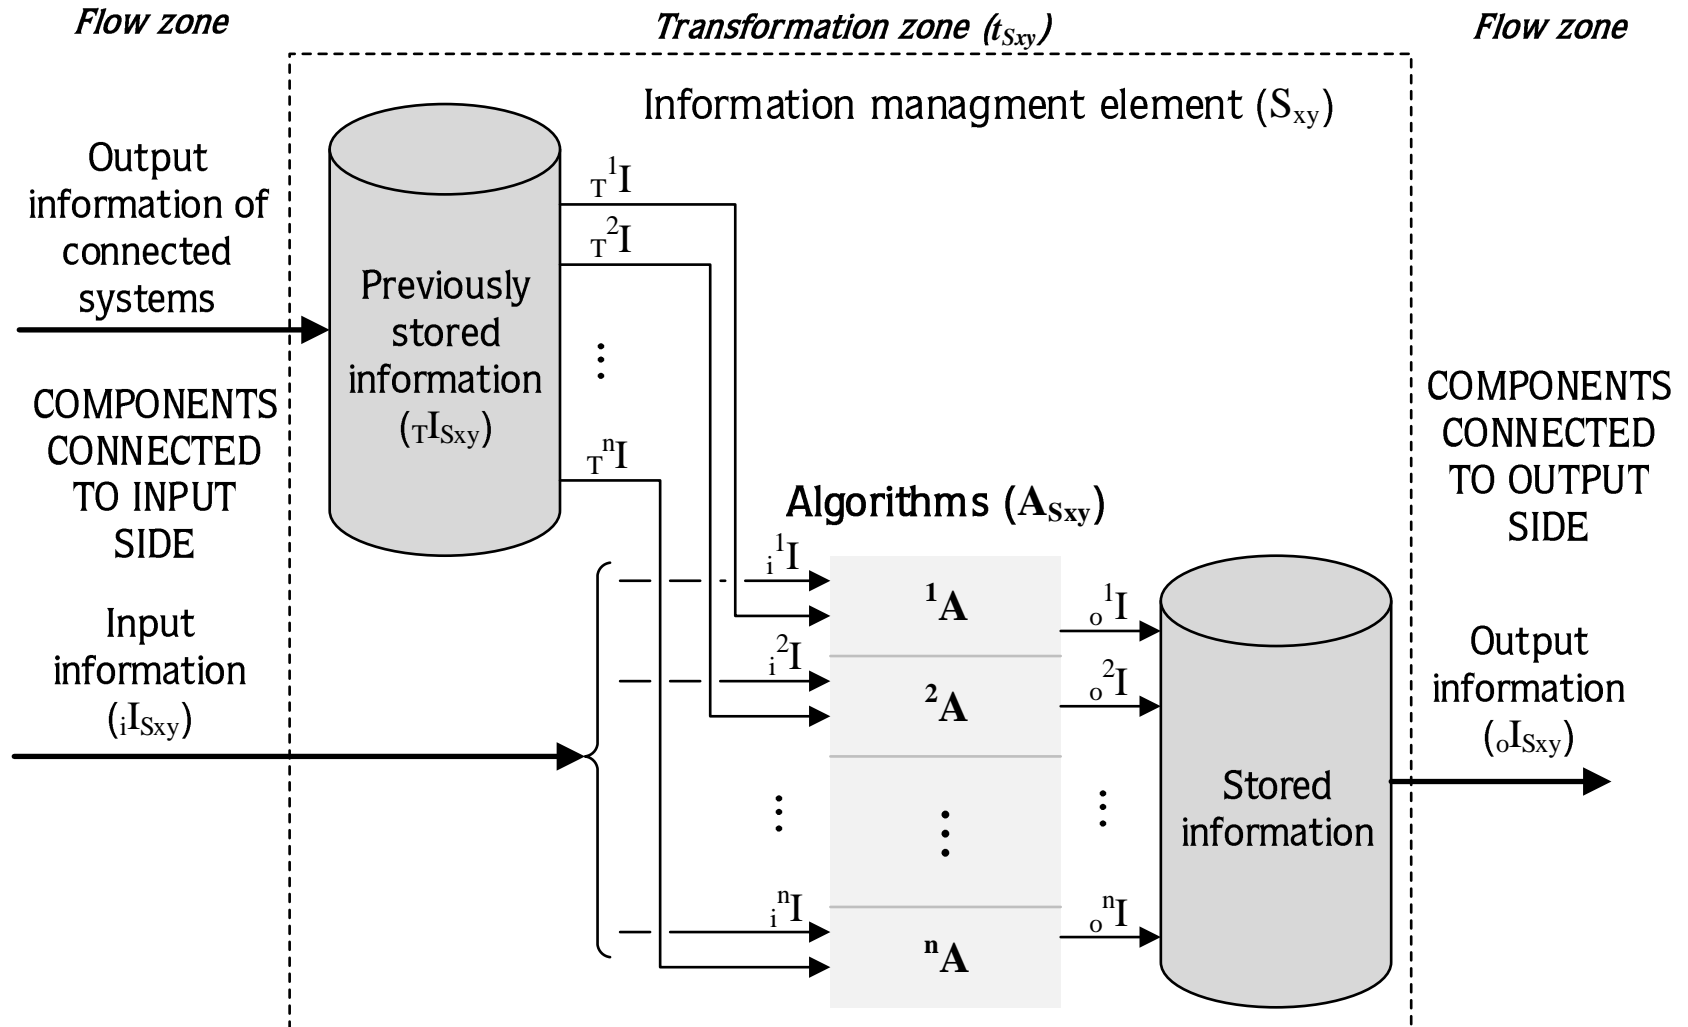 Flow zone
Transformation zone (tSxy)
Flow zone
Information managment element (Sxy)
Output
information of
connected
systems
COMPONENTS
CONNECTED
TO INPUT
SIDE
Input
information
(iISxy)
Previously
stored
information
(TISxy)
T1I
T2I
⋮
TnI
Algorithms (ASxy)
i1I
i2I
⋮
inI
1A
2A
⋮
nA
o1I
o2I
⋮
onI
Stored
information
COMPONENTS
CONNECTED
TO OUTPUT
SIDE
Output
information
(oISxy)